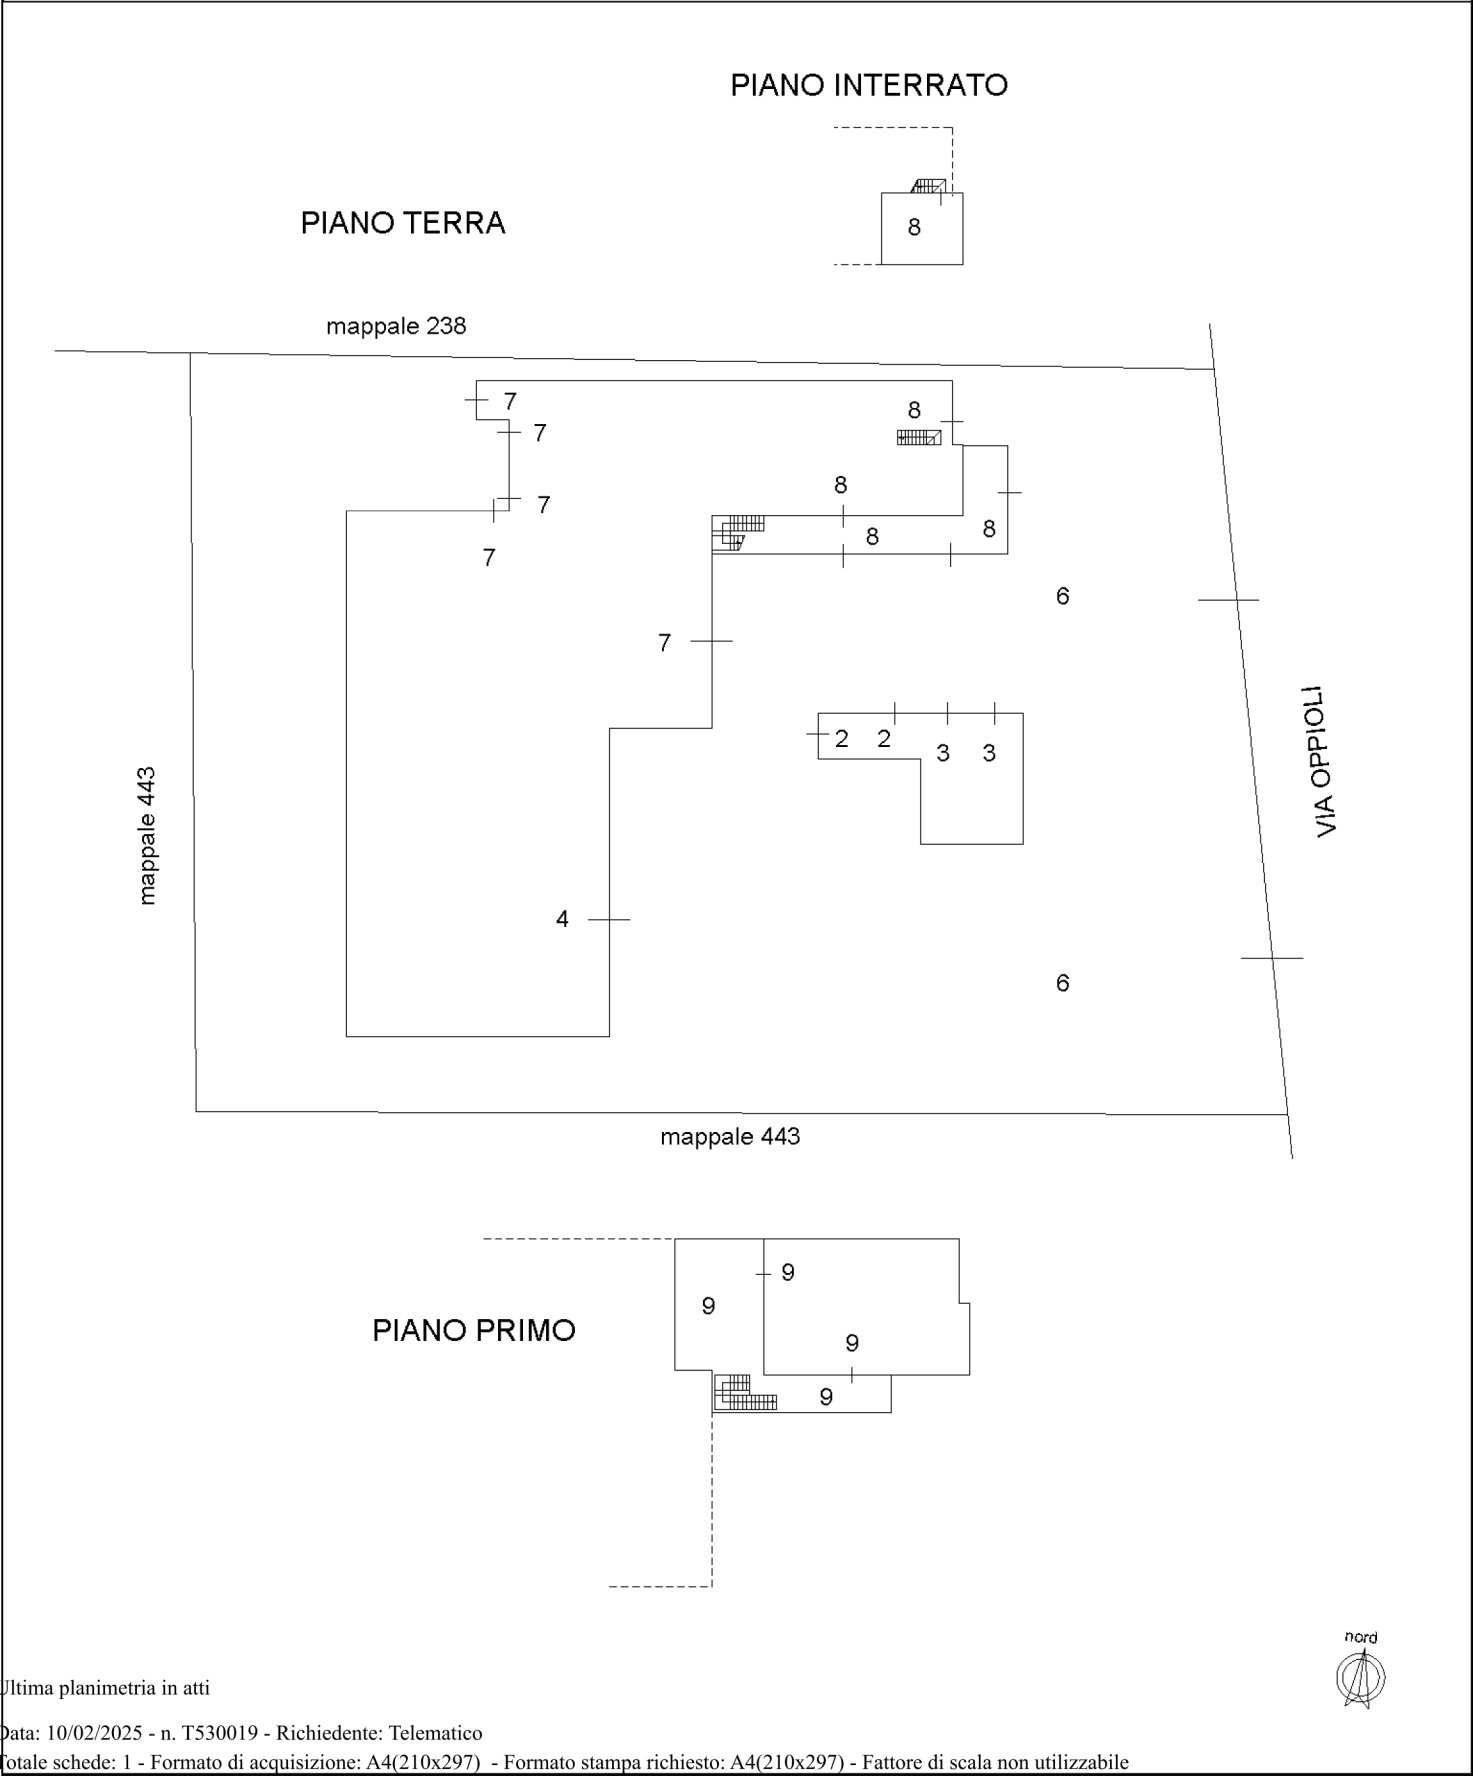 PIANO INTERRATO
8
PIANO TERRA
mappale 238
7
8
7
8
7
8
8
7
6
7
VIA OPPIOLI
2 2 3 3
mappale 443
4
6
mappale 443
9
9
PIANO PRIMO
9
9
nord
Ultima planimetria in atti
Data: 10/02/2025 - n. T530019 - Richiedente: Telematico
Totale schede: 1 - Formato di acquisizione: A4(210x297) - Formato stampa richiesto: A4(210x297) - Fattore di scala non utilizzabile